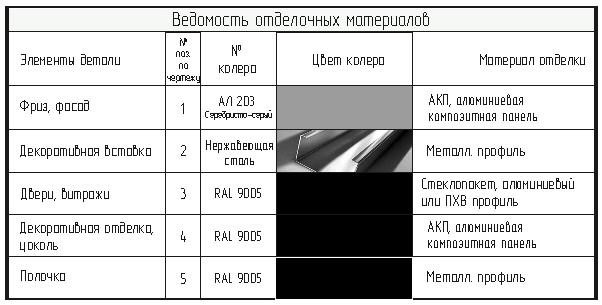 Ведомость отделочных материалов
Элементы детали
№
поз.
по
чертежу
№
колера
Цвет колера
Материал отделки
Фриз, фасад
1
АЛ 203
Серебристо-серый
АКП, алюминиевая
композитная панель
Декоративная вставка
2
Нержавеющая
сталь
Металл. профиль
Двери, витражи
3
RAL 9005
Стеклопакет, алюминиевый
или ПХВ профиль
Декоративная отделка,
цоколь
4
RAL 9005
АКП, алюминиевая
композитная панель
Полочка
5
RAL 9005
Металл. профиль